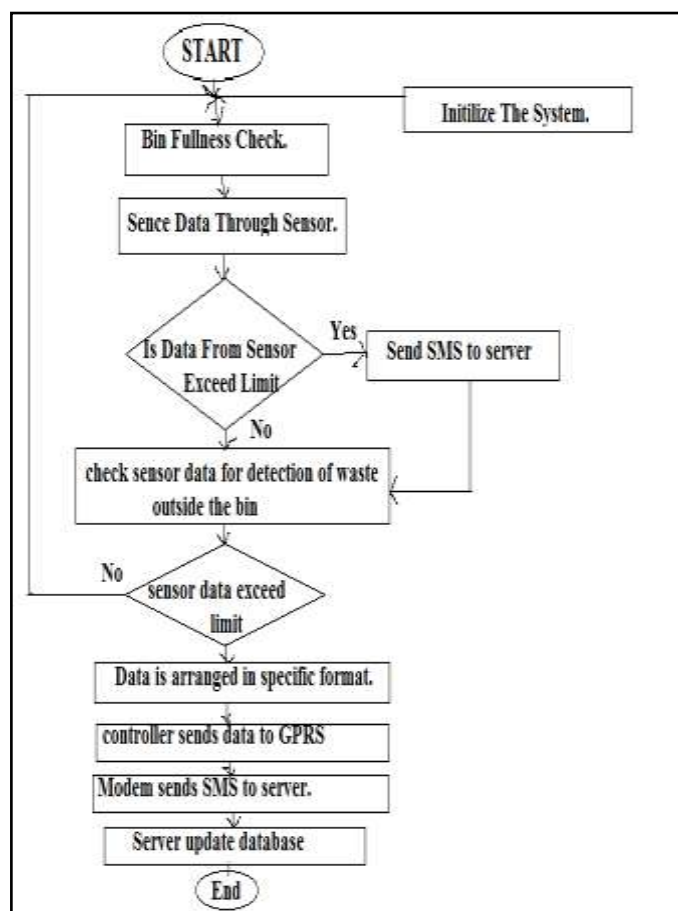 START
Initilize The System.
Bin Fullness Check.
Sence Data Through Sensor.
Is Data From Sensor
Exceed Limit
Yes
Send SMS to server
No
check sensor data for detection of waste
outside the bin
No
sensor data exceed
limit
Data is arranged in specific format.
controller sends data to GPRS
Modem sends SMS to server.
Server update database
End